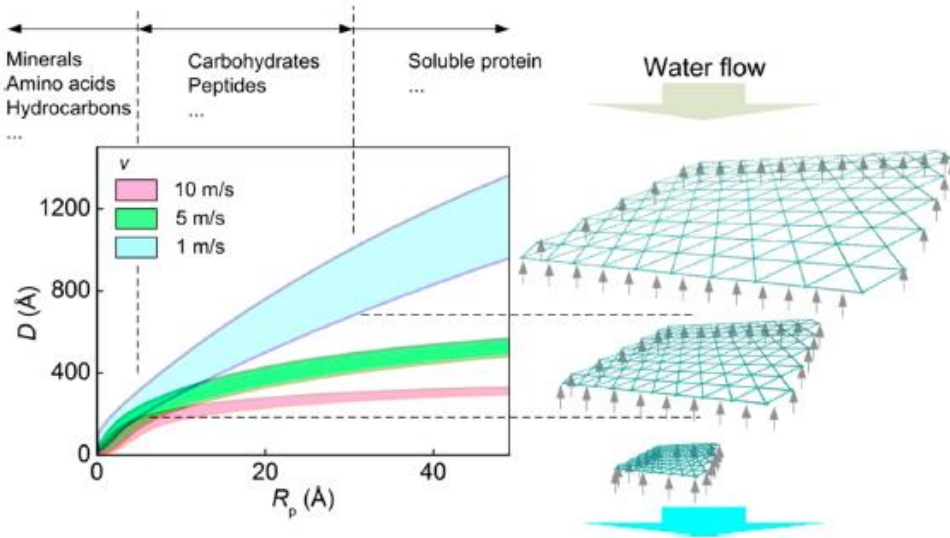 Minerals
Amino acids
Hydrocarbons
...
Carbohydrates
Peptides
...
Soluble protein
...
Water flow
v
10 m/s
5 m/s
1 m/s
1200
800
400
0
D (Å)
0
20
40
Rp (Å)